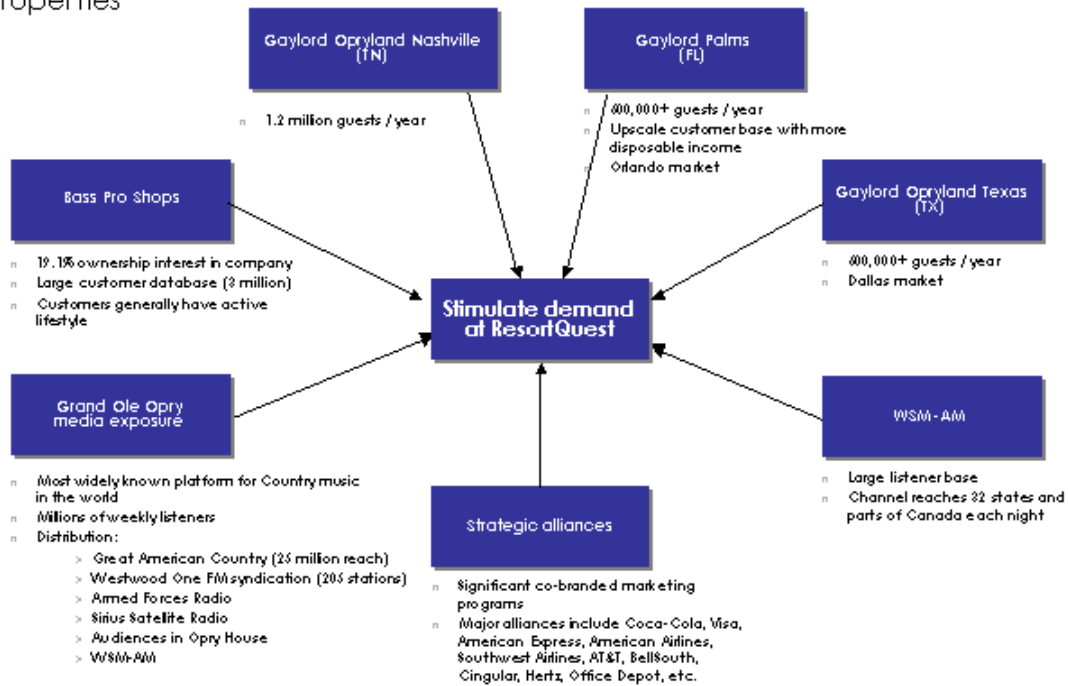 roperties
Gaylord Opryland Nashville
(TN)
1.2 million guests / year
Gaylord Palms
(FL)
600,000+ guests / year
Upscale customer base with more
disposable income
Orlando market
Bass Pro Shops
19.1% ownership interest in company
Large customer database (3 million)
Customers generally have active
lifestyle
Gaylord Opryland Texas
(TX)
600,000+ guests / year
Dallas market
Stimulate demand
at ResortQuest
Grand Ole Opry
media exposure
Most widely known platform for Country music
in the world
Millions of weekly listeners
Distribution:
> Great American Country (25 million reach)
> Westwood One FM syndication (205 stations)
> Armed Forces Radio
> Sirius Satellite Radio
> Audiences in Opry House
> WSM-AM
Strategic alliances
Significant co-branded marketing
programs
Major alliances include Coca-Cola, Visa,
American Express, American Airlines,
Southwest Airlines, AT&T, BellSouth,
Cingular, Hertz, Office Depot, etc.
WSM-AM
Large listener base
Channel reaches 32 states and
parts of Canada each night